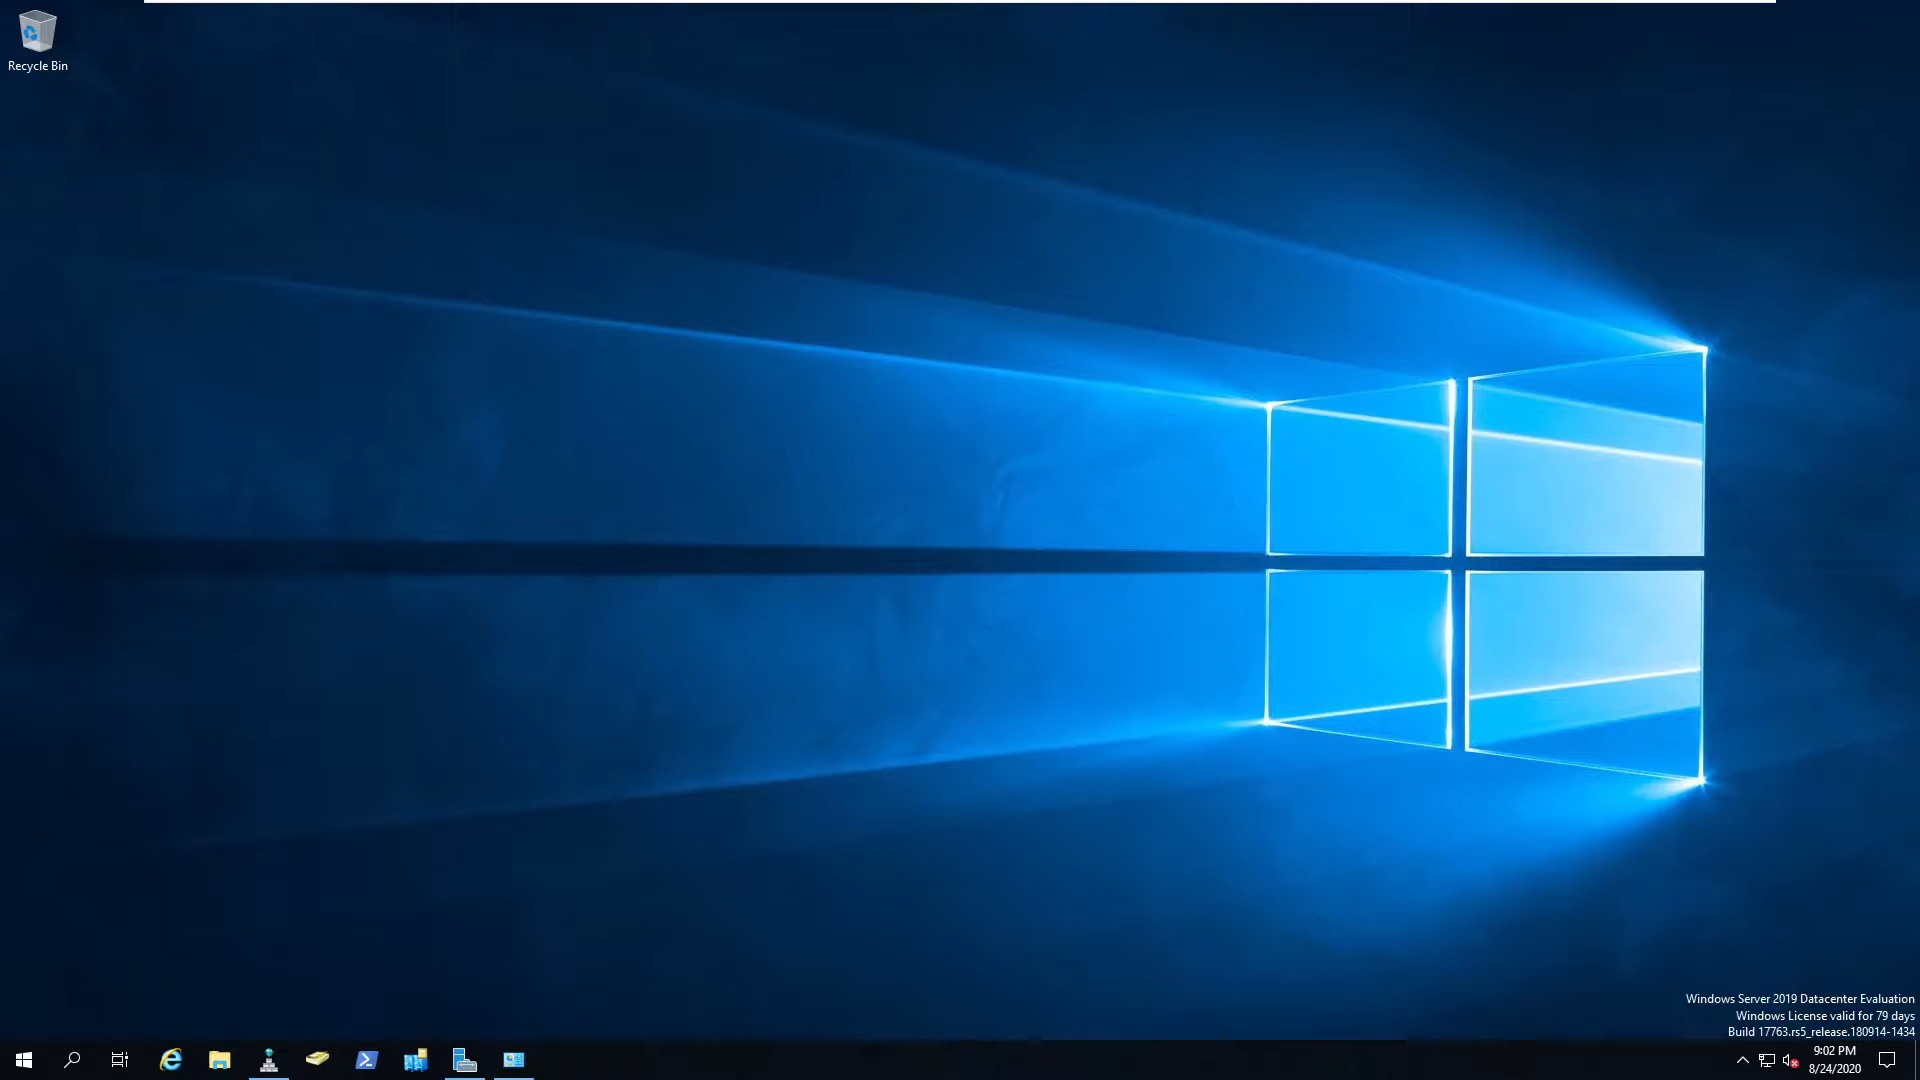 Recycle Bin
Windows Server 2019 Datacenter Evaluation
Windows License valid for 79 days
Build 17763.rs5_release.180914-1434
9:02 PM
8/24/2020